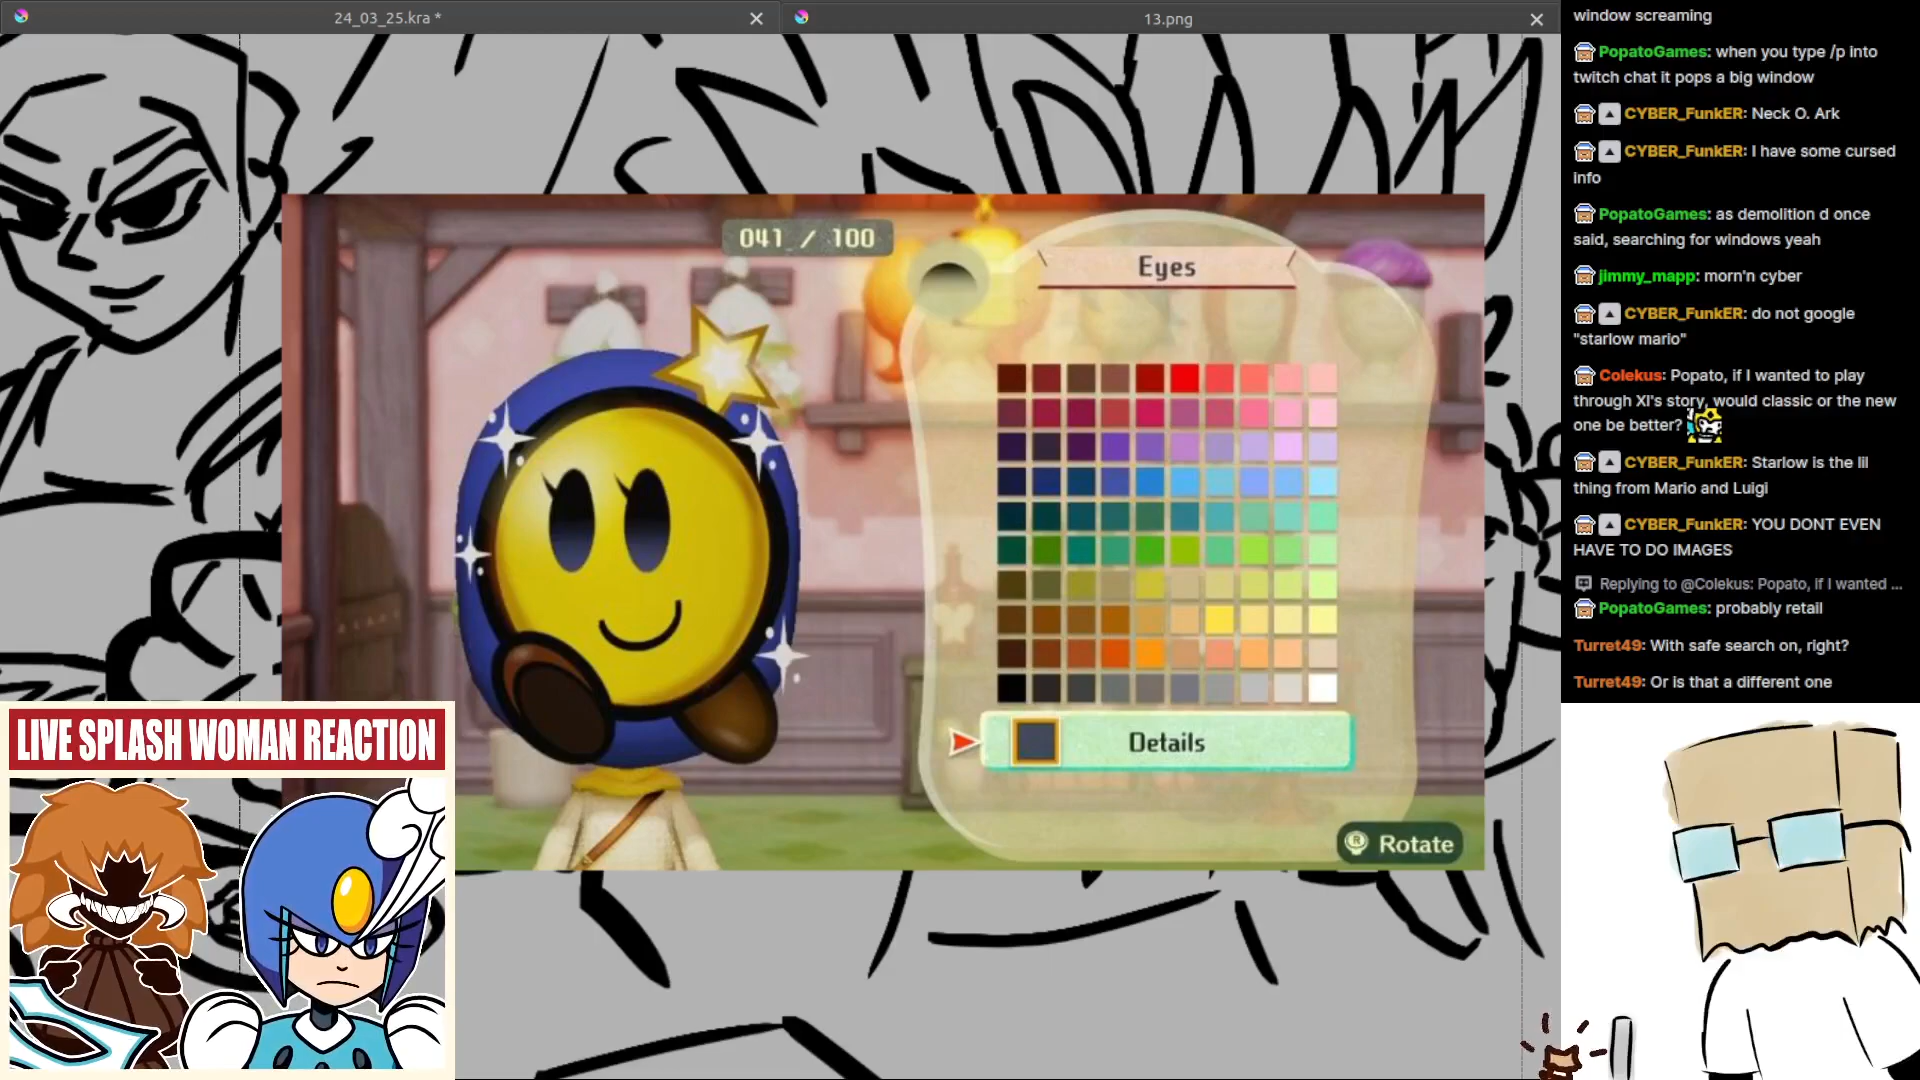 24_03_25.kra *
13.png
window screaming
PopatoGames: when you type /p into
twitch chat it pops a big window
CYBER_FunkER: Neck O. Ark
CYBER_FunkER: I have some cursed
info
PopatoGames: as demolition d once
said, searching for windows yeah
jimmy_mapp: morn'n cyber
CYBER_FunkER: do not google
"starlow mario"
Colekus: Popato, if I wanted to play
through XI's story, would classic or the new
one be better?
CYBER_FunkER: Starlow is the lil
thing from Mario and Luigi
CYBER_FunkER: YOU DONT EVEN
HAVE TO DO IMAGES
Replying to @Colekus: Popato, if I wanted ...
PopatoGames: probably retail
Turret49: With safe search on, right?
Turret49: Or is that a different one
041 / 100
Eyes
Details
R Rotate
LIVE SPLASH WOMAN REACTION